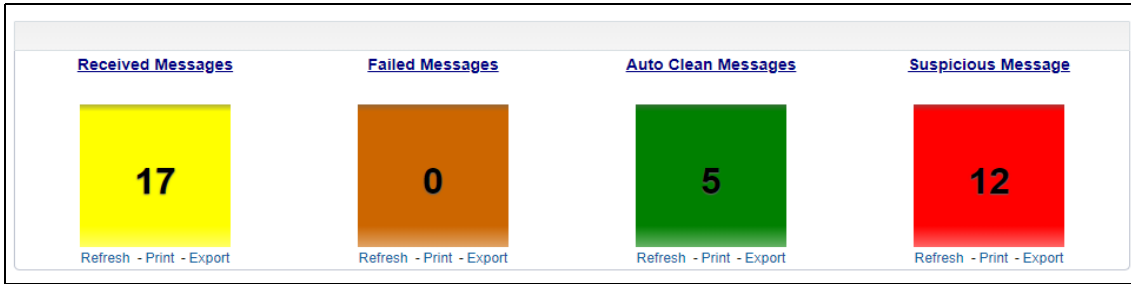 Received Messages Failed Messages Auto Clean Messages Suspicious Message
17 0 5 12
Refresh - Print - Export Refresh - Print - Export Refresh - Print - Export Refresh - Print - Export